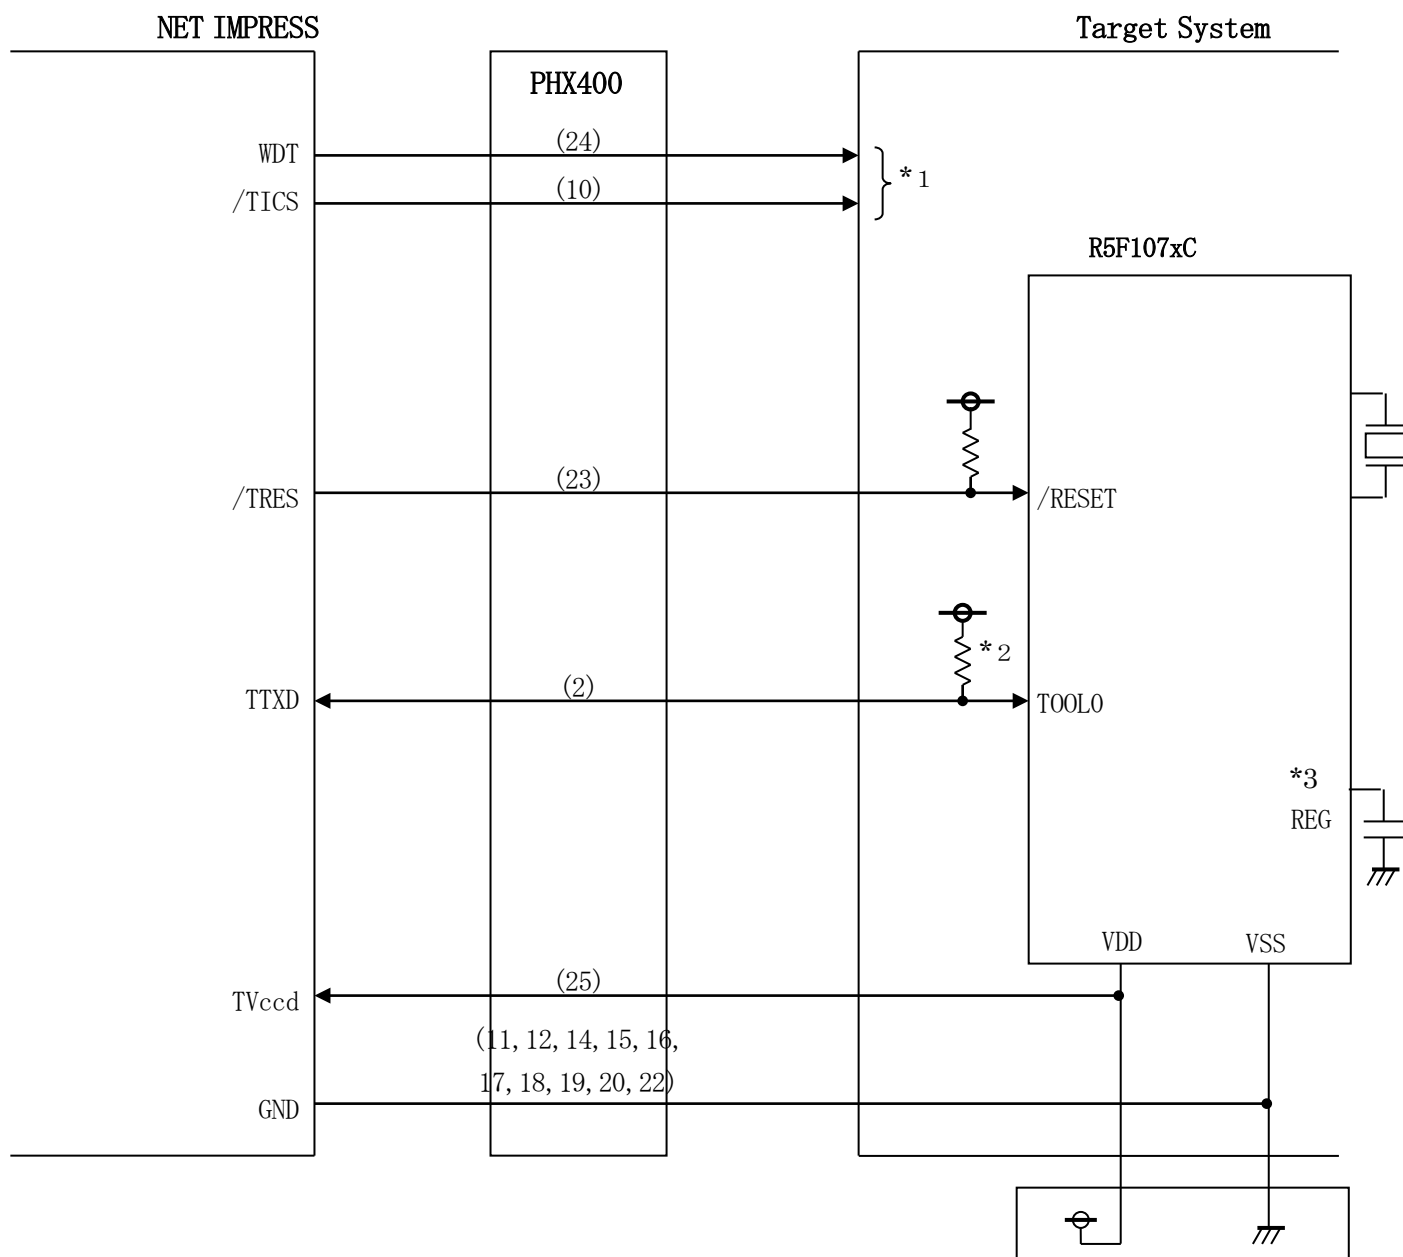 NET IMPRESS
Target System
PHX400
WDT
(24)
*1
/TICS
(10)
R5F107xC
/TRES
(23)
/RESET
*2
TTXD
(2)
TOOL0
*3
REG
VDD
VSS
TVccd
(25)
(11, 12, 14, 15, 16,
17, 18, 19, 20, 22)
GND